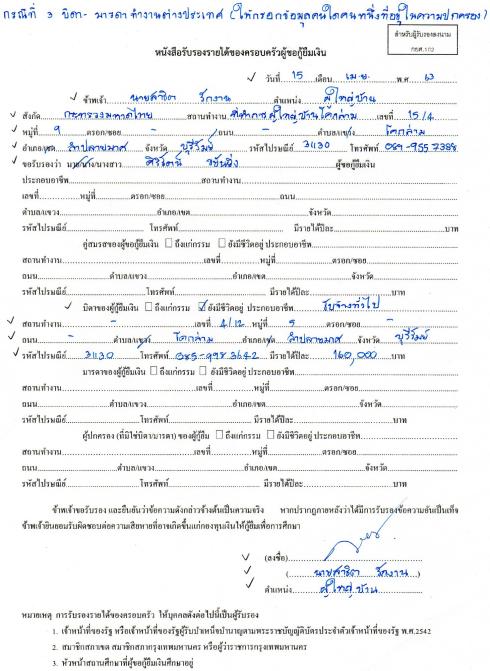 กรณีที่ 3 บิดา- มารดา ทำงานต่างประเทศ (ให้กรอกข้อมูลคนใดคนหนึ่งที่อยู่ในความปกครอง)
สำหรับผู้รับรองลงนาม
กยศ.102
หนังสือรับรองรายได้ของครอบครัวผู้ขอกู้ยืมเงิน
วันที่ 15 เดือน เม.ย. พ.ศ. 63
ข้าพเจ้า นายสาธิต รักงาน ตำแหน่ง ผู้ใหญ่บ้าน
สังกัด กระทรวงมหาดไทย สถานที่ทำงาน ที่ทำการผู้ใหญ่บ้านโคกล่าม เลขที่ 15/4
หมู่ที่ 9 ตรอก/ซอย - ถนน - ตำบล/แขวง โคกล่าม
อำเภอ/เขต ลำปลายมาศ จังหวัด บุรีรัมย์ รหัสไปรษณีย์ 31130 โทรศัพท์ 089-9557388
ขอรับรองว่า นาย/นาง/นางสาว ศิริรัตน์ ขยันยิ่ง ผู้ขอกู้ยืมเงิน
ประกอบอาชีพ สถานที่ทำงาน
เลขที่ หมู่ที่ ตรอก/ซอย ถนน
ตำบล/แขวง อำเภอ/เขต จังหวัด
รหัสไปรษณีย์ โทรศัพท์ มีรายได้ปีละ บาท
คู่สมรสของผู้ขอกู้ยืมเงิน ☐ ถึงแก่กรรม ☐ ยังมีชีวิตอยู่ ประกอบอาชีพ
สถานที่ทำงาน เลขที่ หมู่ที่ ตรอก/ซอย
ถนน ตำบล/แขวง อำเภอ/เขต จังหวัด
รหัสไปรษณีย์ โทรศัพท์ มีรายได้ปีละ บาท
บิดาของผู้กู้ยืมเงิน ☐ ถึงแก่กรรม ☑ ยังมีชีวิตอยู่ ประกอบอาชีพ รับจ้างทั่วไป
สถานที่ทำงาน - เลขที่ 4/12 หมู่ที่ 5 ตรอก/ซอย -
ถนน - ตำบล/แขวง โคกล่าม อำเภอ/เขต ลำปลายมาศ จังหวัด บุรีรัมย์
รหัสไปรษณีย์ 31130 โทรศัพท์ 085-9983642 มีรายได้ปีละ 160,000 บาท
มารดาของผู้กู้ยืมเงิน ☐ ถึงแก่กรรม ☐ ยังมีชีวิตอยู่ ประกอบอาชีพ
สถานที่ทำงาน เลขที่ หมู่ที่ ตรอก/ซอย
ถนน ตำบล/แขวง อำเภอ/เขต จังหวัด
รหัสไปรษณีย์ โทรศัพท์ มีรายได้ปีละ บาท
ผู้ปกครอง (ที่มิใช่บิดา/มารดา) ของผู้กู้ยืม ☐ ถึงแก่กรรม ☐ ยังมีชีวิตอยู่ ประกอบอาชีพ
สถานที่ทำงาน เลขที่ หมู่ที่ ตรอก/ซอย
ถนน ตำบล/แขวง อำเภอ/เขต จังหวัด
รหัสไปรษณีย์ โทรศัพท์ มีรายได้ปีละ บาท
ข้าพเจ้าขอรับรอง และยืนยันว่าข้อความดังกล่าวข้างต้นเป็นความจริง หากปรากฏภายหลังว่าได้มีการรับรองข้อความอันเป็นเท็จ
ข้าพเจ้ายินยอมรับผิดชอบต่อความเสียหายที่อาจเกิดขึ้นแก่กองทุนเงินให้กู้ยืมเพื่อการศึกษา
(ลงชื่อ)
( นายสาธิต รักงาน )
ตำแหน่ง ผู้ใหญ่บ้าน
หมายเหตุ การรับรองรายได้ของครอบครัว ให้บุคคลดังต่อไปนี้เป็นผู้รับรอง
1. เจ้าหน้าที่ของรัฐ หรือเจ้าหน้าที่ของรัฐผู้รับบำเหน็จบำนาญตามพระราชบัญญัติบัตรประจำตัวเจ้าหน้าที่ของรัฐ พ.ศ.2542
2. สมาชิกสภาเขต สมาชิกสภากรุงเทพมหานคร หรือผู้ว่าราชการกรุงเทพมหานคร
3. หัวหน้าสถานศึกษาที่ผู้ขอกู้ยืมเงินศึกษาอยู่